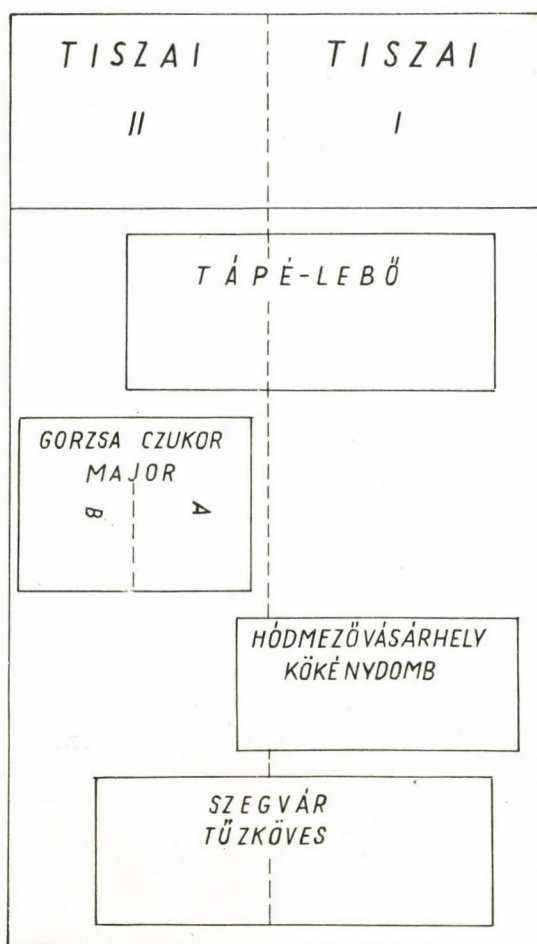 TISZAI
II
TISZAI
I
TÁPÉ-LEBŐ
GORZSA CZUKOR
MAJOR
B
A
HÓDMEZŐVÁSÁRHELY
KÖKÉNYDOMB
SZEGVÁR
TŰZKÖVES